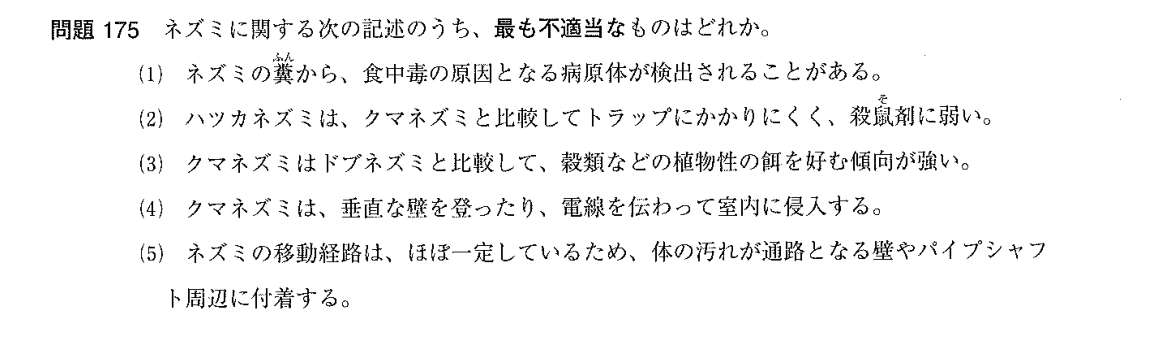 問題 175 ネズミに関する次の記述のうち、最も不適当なものはどれか。
(1) ネズミの糞から、食中毒の原因となる病原体が検出されることがある。
(2) ハツカネズミは、クマネズミと比較してトラップにかかりにくく、殺鼠剤に弱い。
(3) クマネズミはドブネズミと比較して、穀類などの植物性の餌を好む傾向が強い。
(4) クマネズミは、垂直な壁を登ったり、電線を伝わって室内に侵入する。
(5) ネズミの移動経路は、ほぼ一定しているため、体の汚れが通路となる壁やパイプシャフ
ト周辺に付着する。